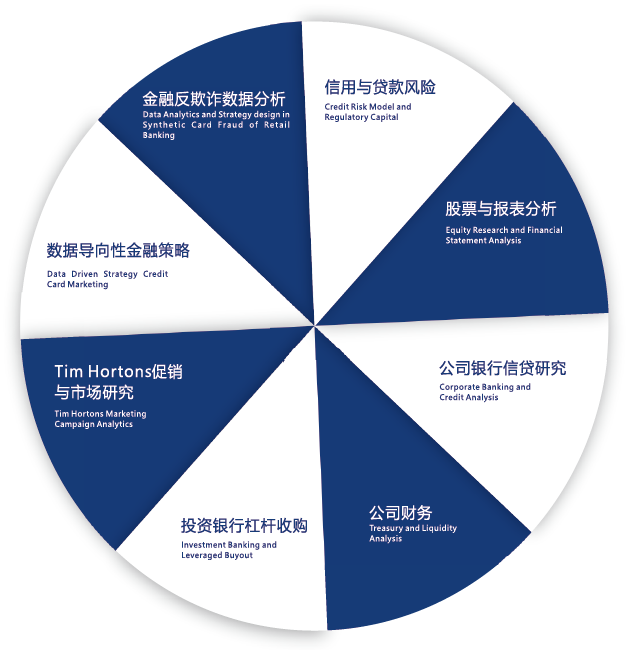 信用与贷款风险
Credit Risk Model and
Regulatory Capital
股票与报表分析
Equity Research and Financial
Statement Analysis
公司银行信贷研究
Corporate Banking and
Credit Analysis
公司财务
Treasury and Liquidity
Analysis
投资银行杠杆收购
Investment Banking and
Leveraged Buyout
Tim Hortons促销
与市场研究
Tim Hortons Marketing
Campaign Analytics
数据导向性金融策略
Data Driven Strategy Credit
Card Marketing
金融反欺诈数据分析
Data Analytics and Strategy design in
Synthetic Card Fraud of Retail
Banking